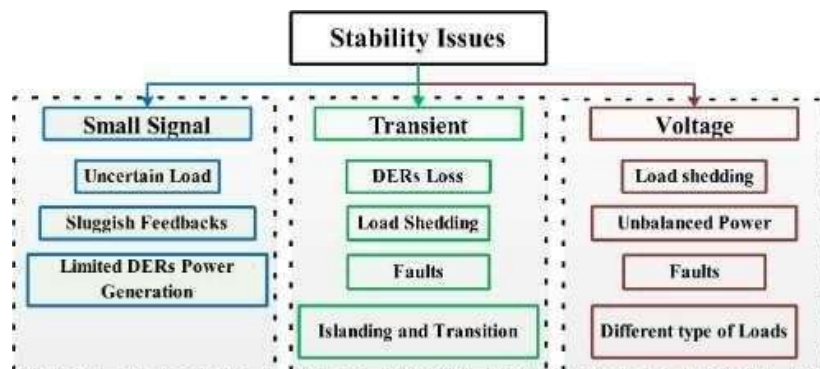 Stability Issues
Small Signal
Uncertain Load
Sluggish Feedbacks
Limited DERs Power
Generation
Transient
DERs Loss
Load Shedding
Faults
Islanding and Transition
Voltage
Load shedding
Unbalanced Power
Faults
Different type of Loads